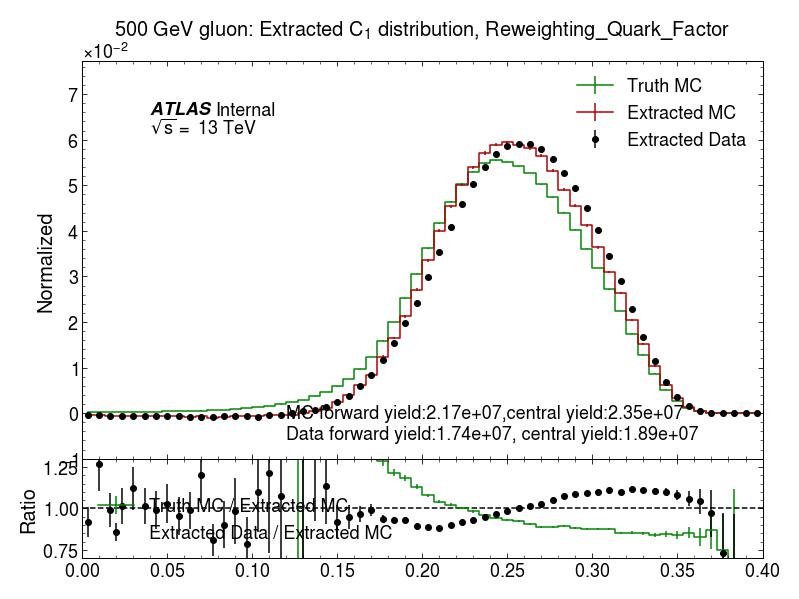 500 GeV gluon: Extracted C₁ distribution, Reweighting_Quark_Factor
×10⁻²
ATLAS Internal
√s = 13 TeV
Truth MC
Extracted MC
Extracted Data
Normalized
7
6
5
4
3
2
1
0
1
MC forward yield:2.17e+07,central yield:2.35e+07
Data forward yield:1.74e+07, central yield:1.89e+07
Ratio
1.25
1.00
0.75
Truth MC / Extracted MC
Extracted Data / Extracted MC
0.00 0.05 0.10 0.15 0.20 0.25 0.30 0.35 0.40